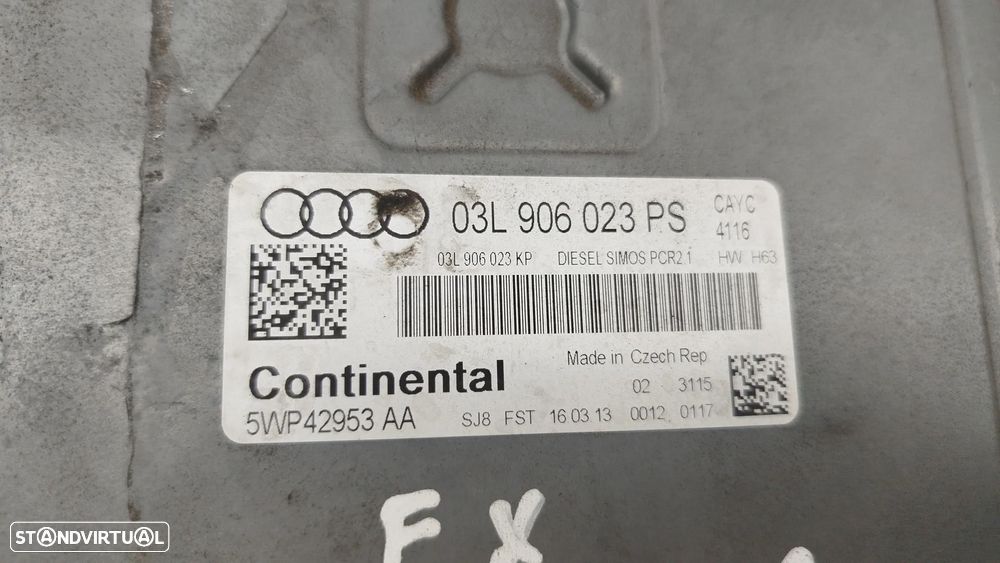 03L 906 023 PS
CAYC
4116
03L 906 023 KP DIESEL SIMOS PCR2.1 HW H63
Made in Czech Rep
Continental
02 3115
5WP42953 AA
SJ8 FST 16 03 13 0012 0117
F X
STANDVIRTUAL